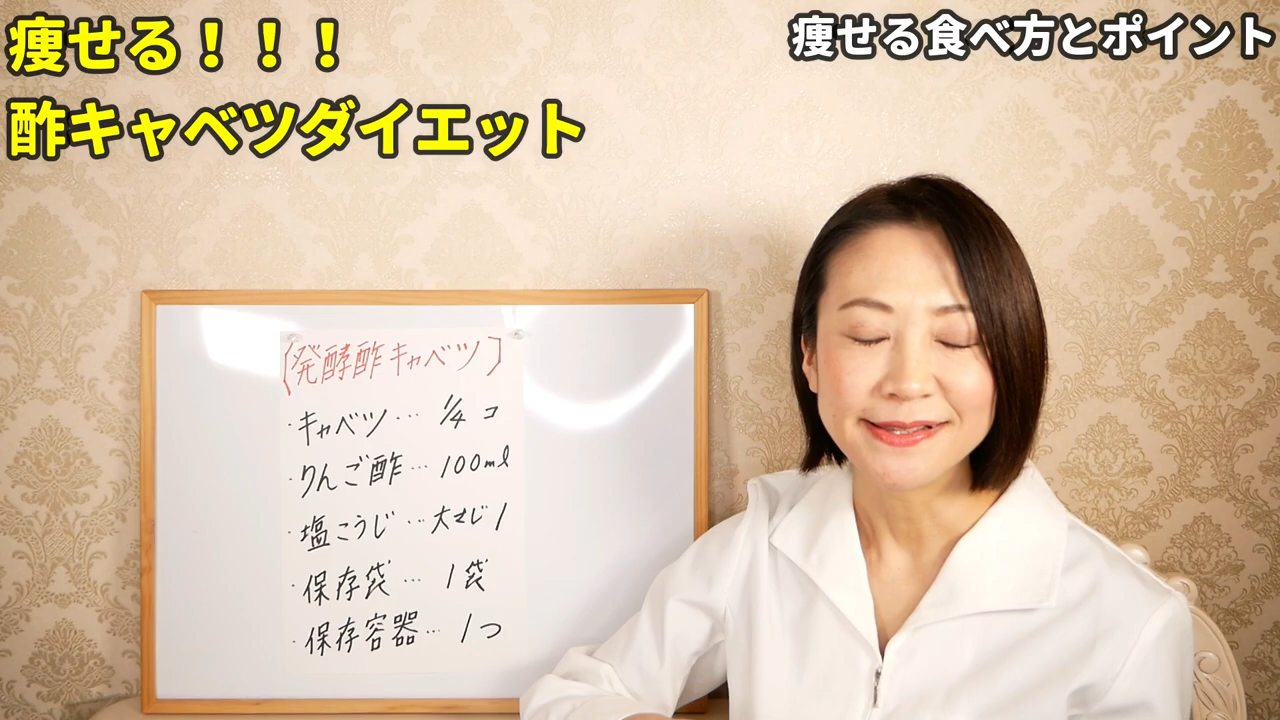 痩せる！！！
酢キャベツダイエット
痩せる食べ方とポイント
〔発酵酢キャベツ〕
・キャベツ… 1/4コ
・りんご酢… 100ml
・塩こうじ… 大さじ1
・保存袋… 1袋
・保存容器… 1つ